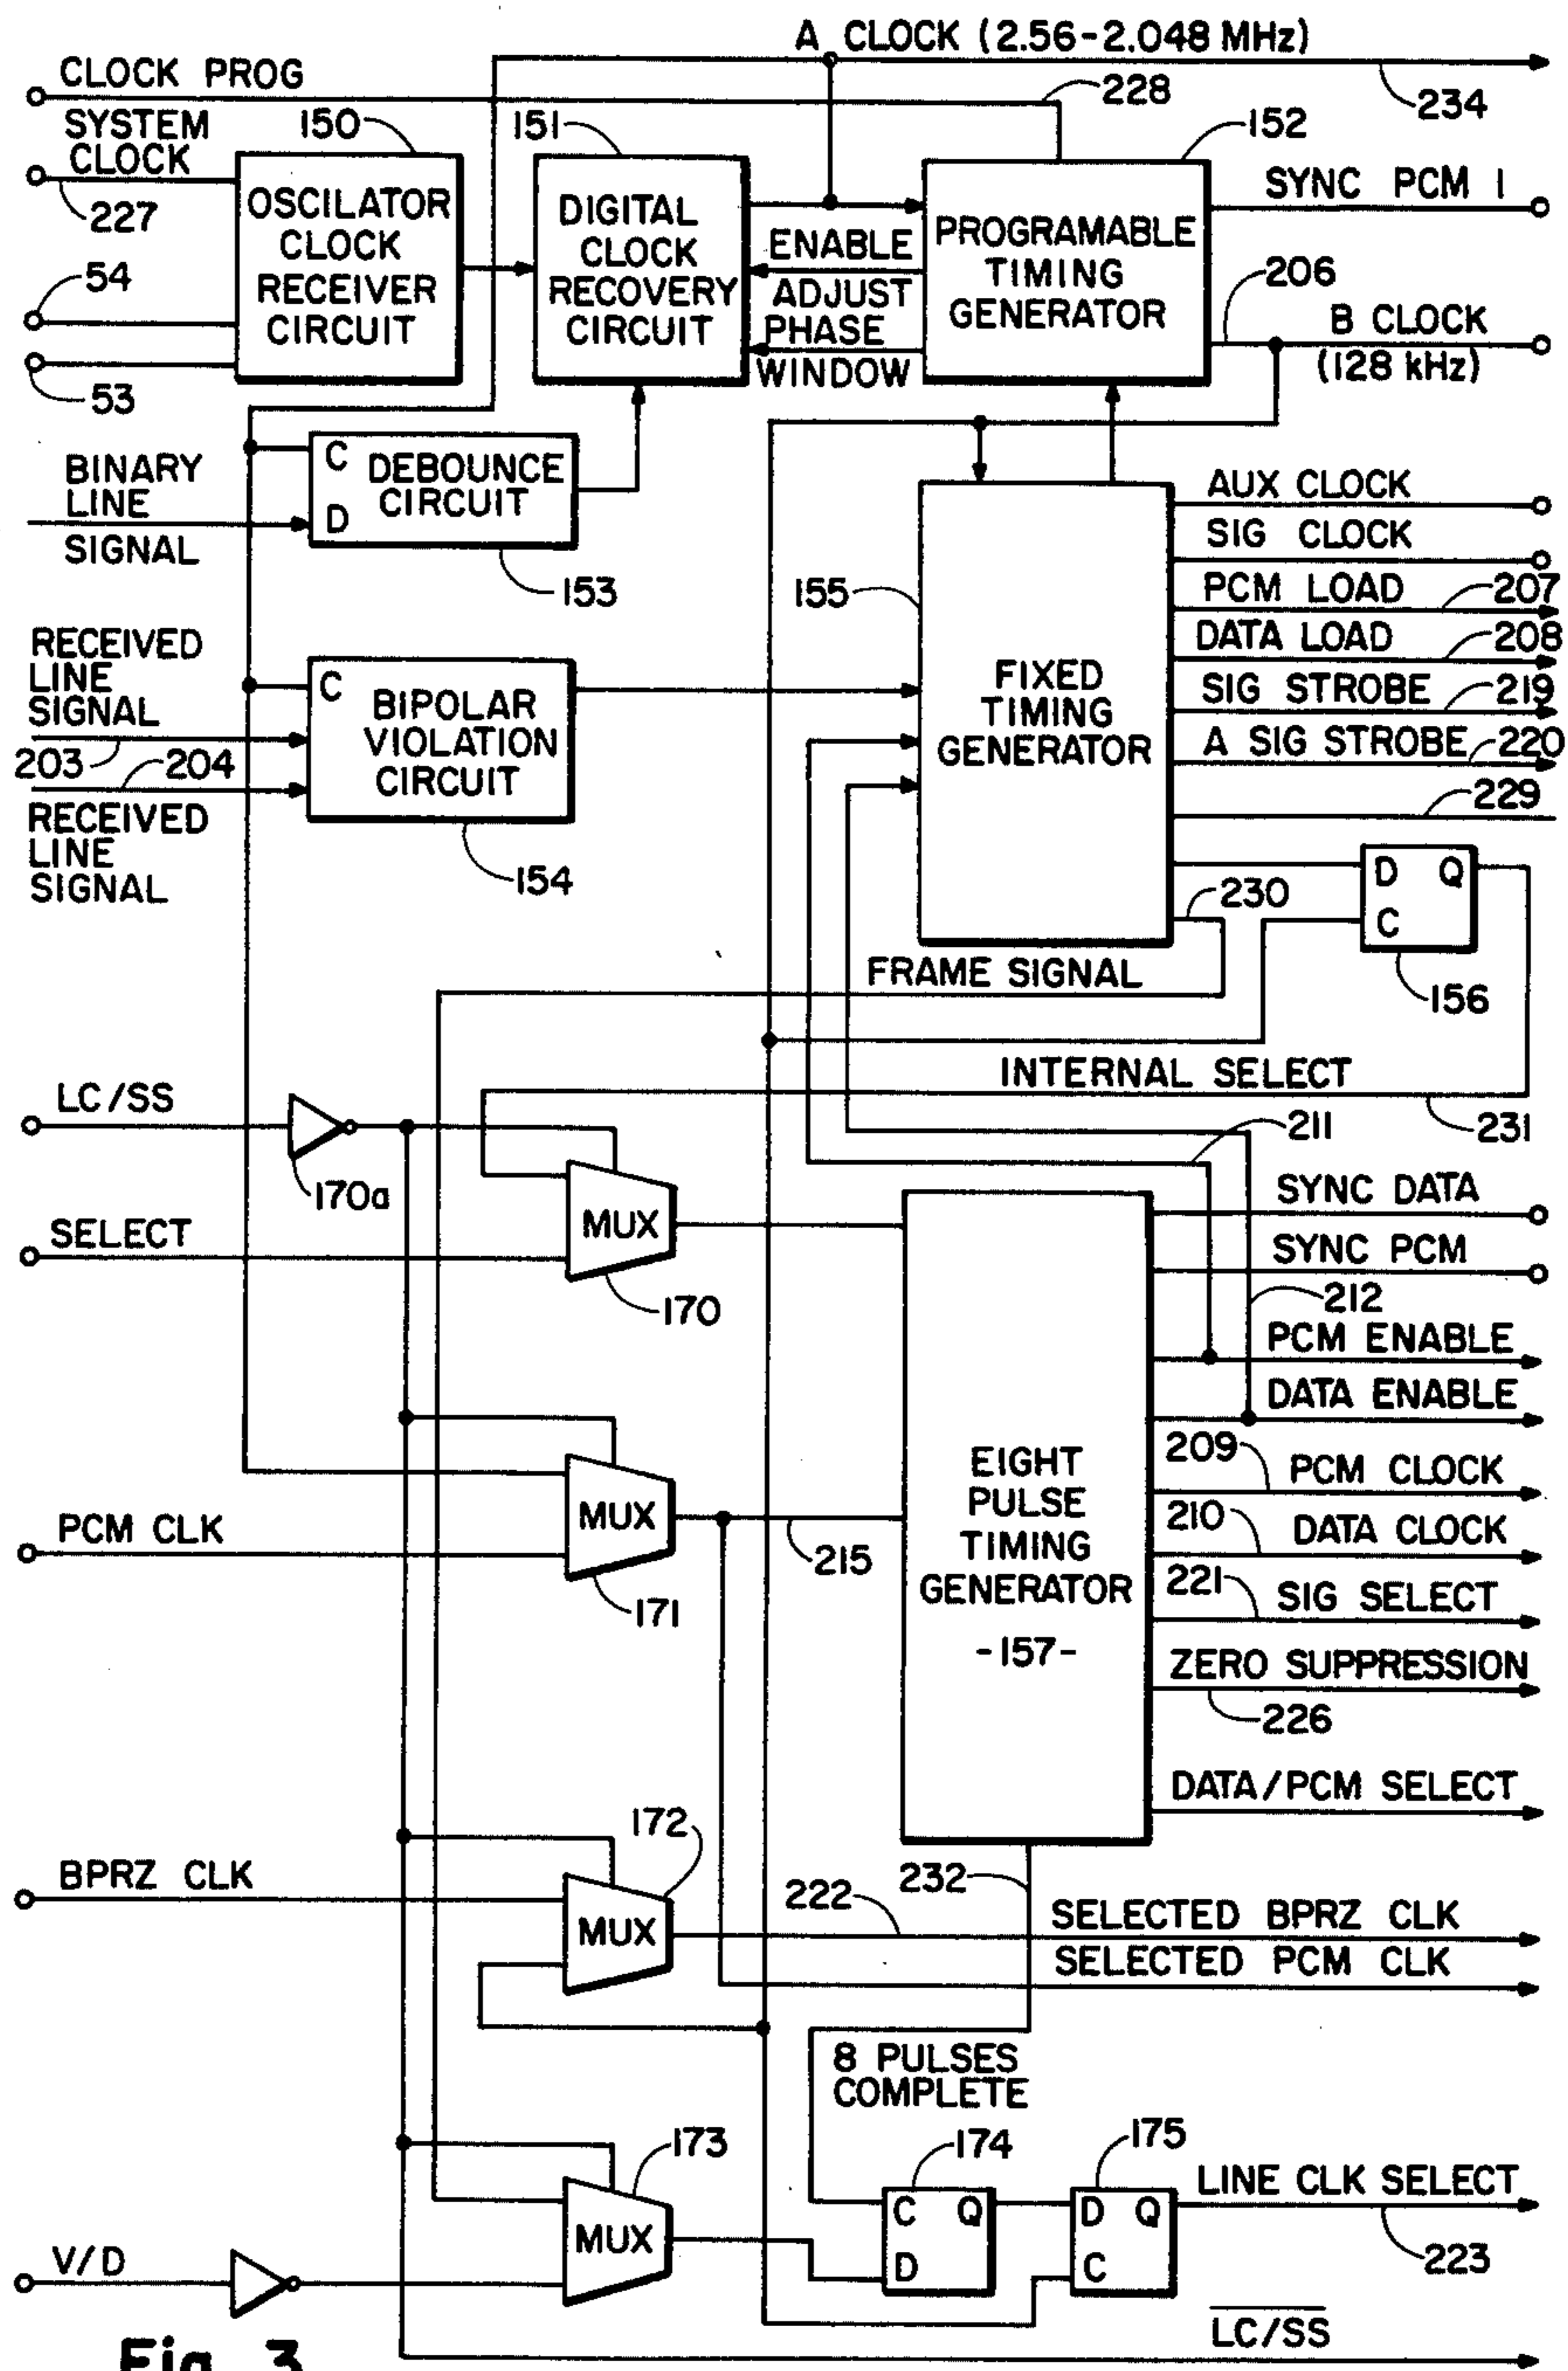 A CLOCK (2.56-2.048 MHz)
CLOCK PROG
228
234
SYSTEM
CLOCK
150
151
152
227
OSCILATOR
CLOCK
RECEIVER
CIRCUIT
DIGITAL
CLOCK
RECOVERY
CIRCUIT
ENABLE
ADJUST
PHASE
WINDOW
PROGRAMABLE
TIMING
GENERATOR
SYNC PCM 1
206
B CLOCK
(128 kHz)
54
53
BINARY
LINE
SIGNAL
C
D
DEBOUNCE
CIRCUIT
153
155
AUX CLOCK
SIG CLOCK
PCM LOAD
207
DATA LOAD
208
SIG STROBE
219
A SIG STROBE
220
229
RECEIVED
LINE
SIGNAL
203
204
RECEIVED
LINE
SIGNAL
C
BIPOLAR
VIOLATION
CIRCUIT
154
FIXED
TIMING
GENERATOR
230
D Q
C
156
FRAME SIGNAL
INTERNAL SELECT
231
LC/SS
170a
SELECT
MUX
170
211
SYNC DATA
SYNC PCM
212
PCM ENABLE
DATA ENABLE
209
PCM CLOCK
210
DATA CLOCK
221
SIG SELECT
ZERO SUPPRESSION
226
DATA/PCM SELECT
PCM CLK
MUX
171
215
EIGHT
PULSE
TIMING
GENERATOR
-157-
BPRZ CLK
172
MUX
222
232
SELECTED BPRZ CLK
SELECTED PCM CLK
8 PULSES
COMPLETE
173
MUX
V/D
174
C Q
D
175
D Q
C
LINE CLK SELECT
223
LC/SS
Fig. 3